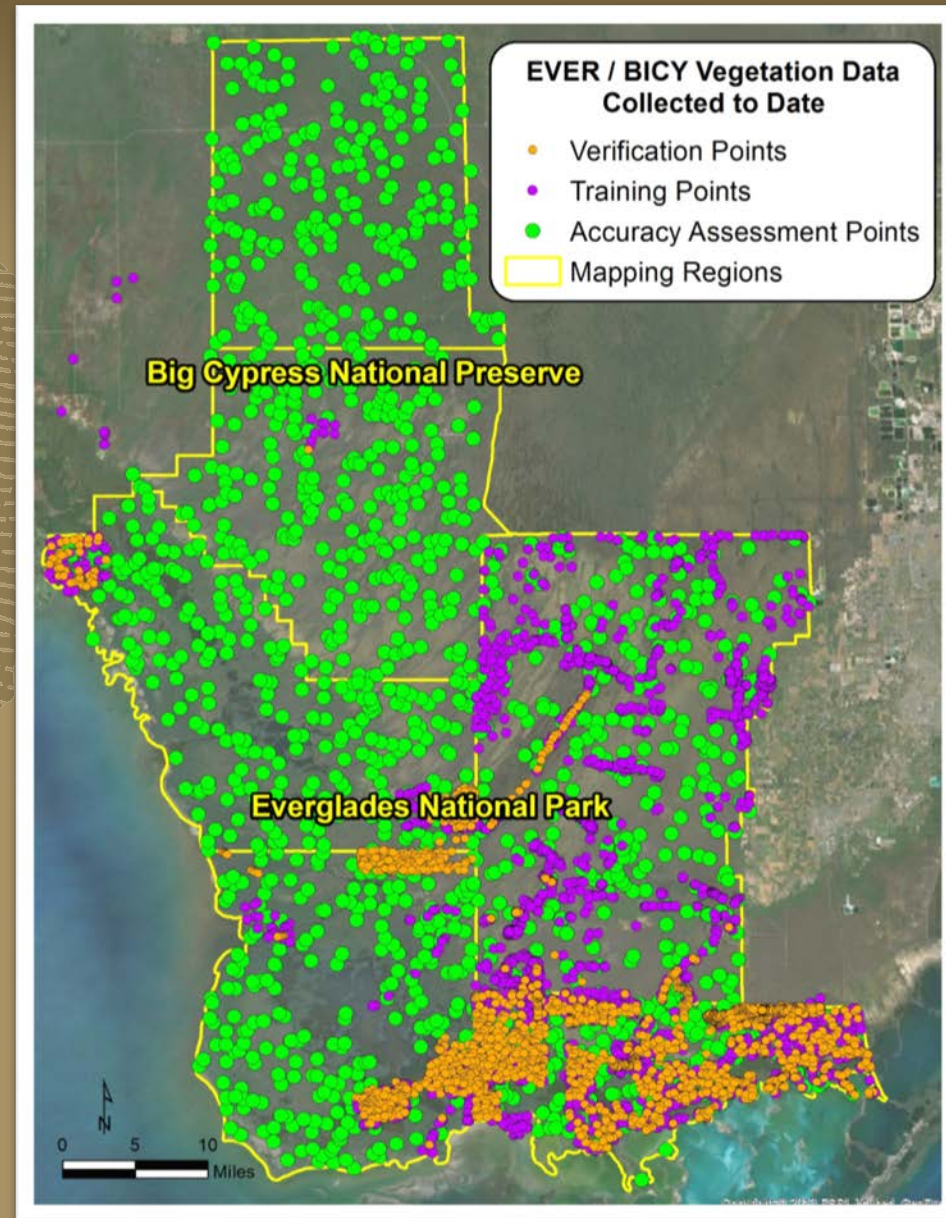 EVER / BICY Vegetation Data
Collected to Date
Verification Points
Training Points
Accuracy Assessment Points
Mapping Regions
Big Cypress National Preserve
Everglades National Park
N
0 5 10
Miles